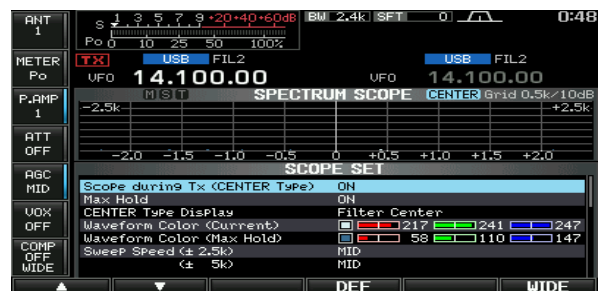 ANT 1
S 1 3 5 7 9 +20 +40 +60dB
BW 2.4k SFT 0
0:48
Po 0 10 25 50 100%
METER Po
TX USB FIL2
USB FIL2
VFO 14.100.00
VFO 14.100.00
P.AMP 1
M S T SPECTRUM SCOPE CENTER Grid 0.5k/10dB
-2.5k +2.5k
ATT OFF
-2.0 -1.5 -1.0 -0.5 0 +0.5 +1.0 +1.5 +2.0
AGC MID
SCOPE SET
Scope during Tx (CENTER Type) ON
Max Hold ON
VOX OFF
CENTER Type Display Filter Center
Waveform Color (Current) 217 241 247
Waveform Color (Max Hold) 58 110 147
COMP OFF WIDE
Sweep Speed (± 2.5k) MID
(± 5k) MID
DEF WIDE